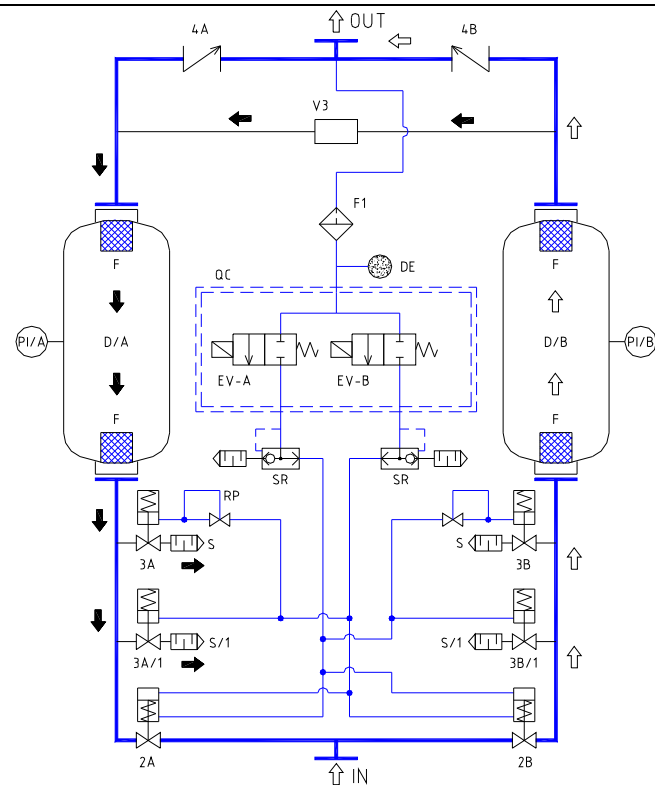 OUT
4A
4B
V3
F1
F
F
DE
QC
PI/A
D/A
D/B
PI/B
EV-A
EV-B
F
F
SR
SR
RP
S
S
3A
3B
S/1
S/1
3A/1
3B/1
2A
2B
IN